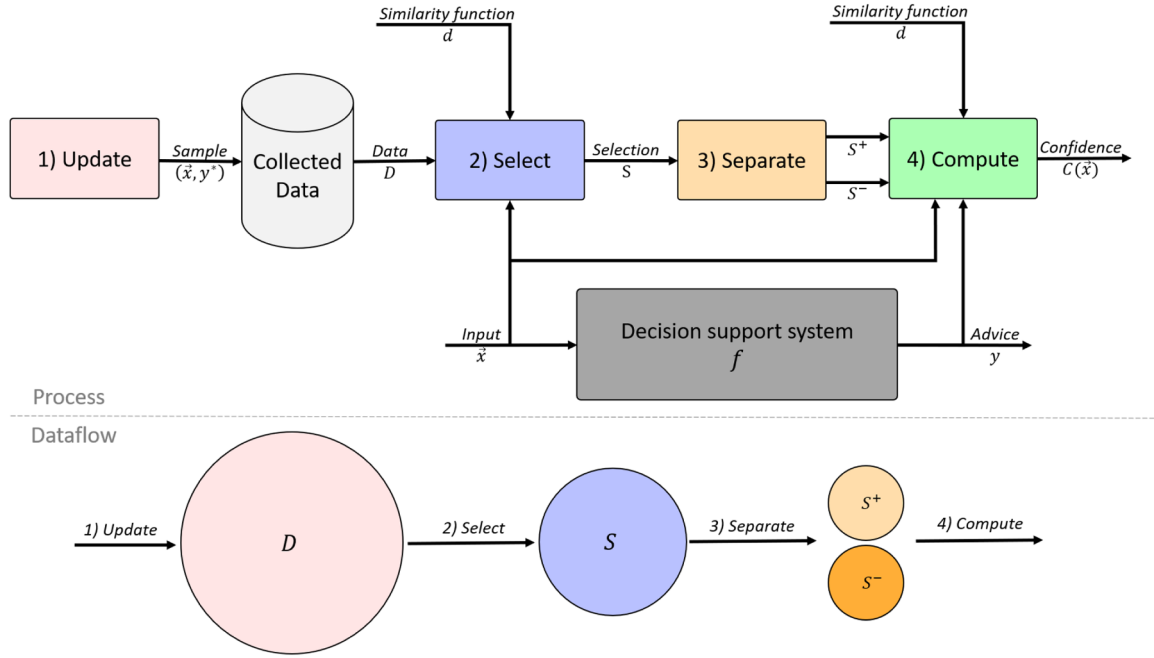 Similarity function
d
Similarity function
d
1) Update
Sample
(x⃗, y*)
Collected
Data
Data
D
2) Select
Selection
S
3) Separate
S⁺
S⁻
4) Compute
Confidence
C(x⃗)
Input
x⃗
Decision support system
f
Advice
y
Process
Dataflow
1) Update
D
2) Select
S
3) Separate
S⁺
S⁻
4) Compute